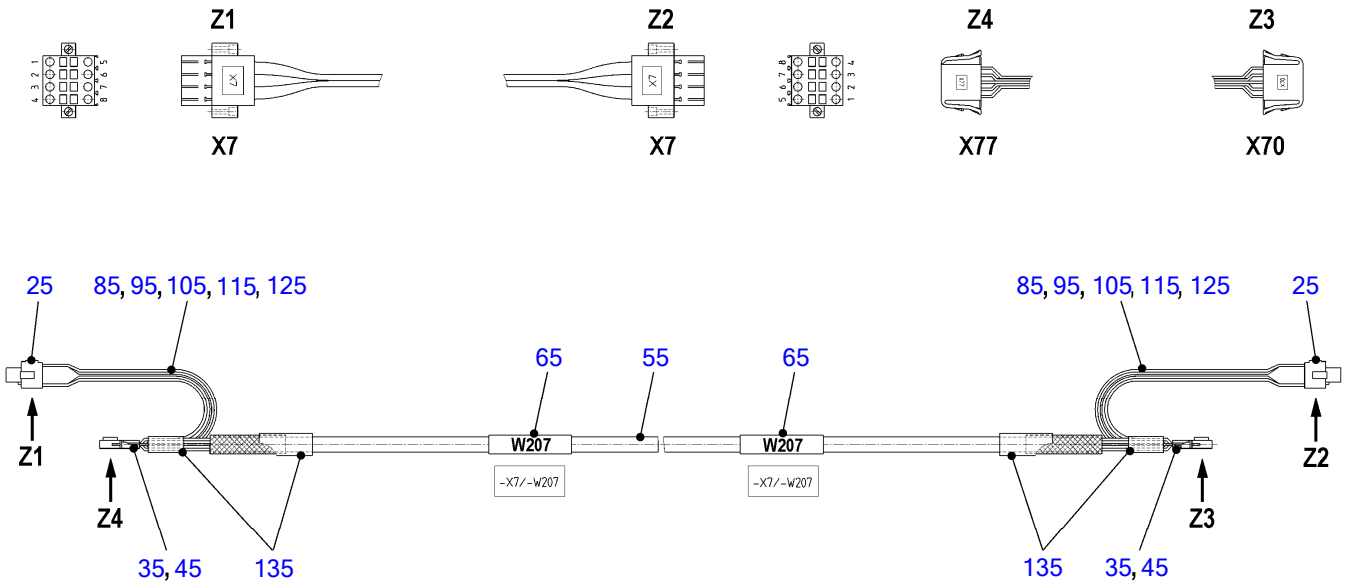 Z1 Z2 Z4 Z3
1 2 3 4
5 6 7 8
X7
X7
8 7 6 5
4 3 2 1
X77
X70
X7 X7 X77 X70
25 85, 95, 105, 115, 125 85, 95, 105, 115, 125 25
65 55 65
W207 W207
Z1 Z2
-X7/-W207 -X7/-W207
Z4 Z3
35, 45 135 135 35, 45